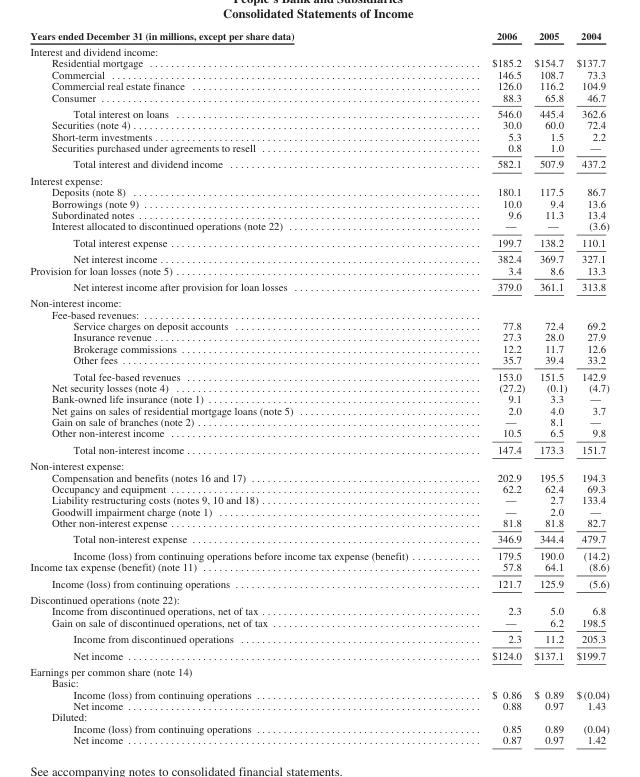 People's Bank and Subsidiaries
Consolidated Statements of Income
Years ended December 31 (in millions, except per share data) 2006 2005 2004
Interest and dividend income:
Residential mortgage $185.2 $154.7 $137.7
Commercial 146.5 108.7 73.3
Commercial real estate finance 126.0 116.2 104.9
Consumer 88.3 65.8 46.7
Total interest on loans 546.0 445.4 362.6
Securities (note 4) 30.0 60.0 72.4
Short-term investments 5.3 1.5 2.2
Securities purchased under agreements to resell 0.8 1.0 —
Total interest and dividend income 582.1 507.9 437.2
Interest expense:
Deposits (note 8) 180.1 117.5 86.7
Borrowings (note 9) 10.0 9.4 13.6
Subordinated notes 9.6 11.3 13.4
Interest allocated to discontinued operations (note 22) — — (3.6)
Total interest expense 199.7 138.2 110.1
Net interest income 382.4 369.7 327.1
Provision for loan losses (note 5) 3.4 8.6 13.3
Net interest income after provision for loan losses 379.0 361.1 313.8
Non-interest income:
Fee-based revenues:
Service charges on deposit accounts 77.8 72.4 69.2
Insurance revenue 27.3 28.0 27.9
Brokerage commissions 12.2 11.7 12.6
Other fees 35.7 39.4 33.2
Total fee-based revenues 153.0 151.5 142.9
Net security losses (note 4) (27.2) (0.1) (4.7)
Bank-owned life insurance (note 1) 9.1 3.3 —
Net gains on sales of residential mortgage loans (note 5) 2.0 4.0 3.7
Gain on sale of branches (note 2) — 8.1 —
Other non-interest income 10.5 6.5 9.8
Total non-interest income 147.4 173.3 151.7
Non-interest expense:
Compensation and benefits (notes 16 and 17) 202.9 195.5 194.3
Occupancy and equipment 62.2 62.4 69.3
Liability restructuring costs (notes 9, 10 and 18) — 2.7 133.4
Goodwill impairment charge (note 1) — 2.0 —
Other non-interest expense 81.8 81.8 82.7
Total non-interest expense 346.9 344.4 479.7
Income (loss) from continuing operations before income tax expense (benefit) 179.5 190.0 (14.2)
Income tax expense (benefit) (note 11) 57.8 64.1 (8.6)
Income (loss) from continuing operations 121.7 125.9 (5.6)
Discontinued operations (note 22):
Income from discontinued operations, net of tax 2.3 5.0 6.8
Gain on sale of discontinued operations, net of tax — 6.2 198.5
Income from discontinued operations 2.3 11.2 205.3
Net income $124.0 $137.1 $199.7
Earnings per common share (note 14)
Basic:
Income (loss) from continuing operations $ 0.86 $ 0.89 $(0.04)
Net income 0.88 0.97 1.43
Diluted:
Income (loss) from continuing operations 0.85 0.89 (0.04)
Net income 0.87 0.97 1.42
See accompanying notes to consolidated financial statements.